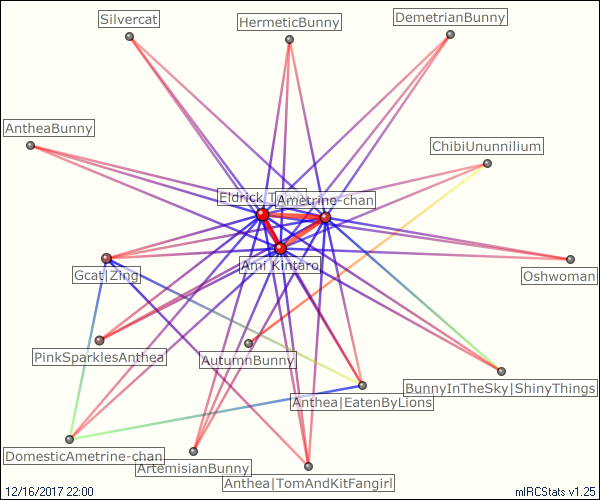 Silvercat
HermeticBunny
DemetrianBunny
AntheaBunny
ChibiUnunnilium
Eldrick
Ametrine-chan
Ami Kintaro
Gcat|Zing
Oshwoman
PinkSparklesAnthea
AutumnBunny
BunnyInTheSky|ShinyThings
Anthea|EatenByLions
DomesticAmetrine-chan
ArtemisianBunny
Anthea|TomAndKitFangirl
12/16/2017 22:00
mIRCStats v1.25